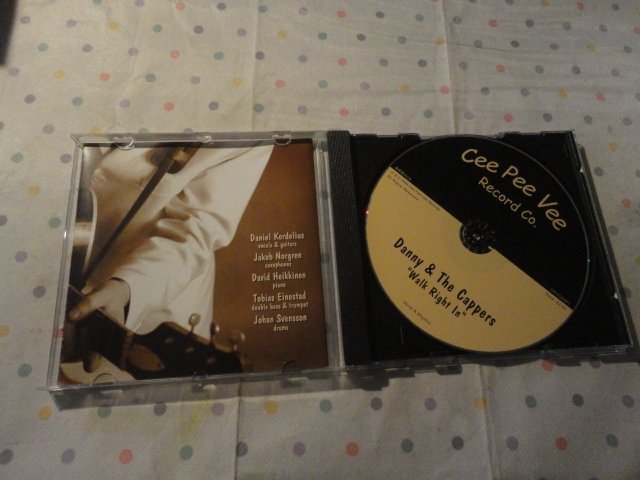 Daniel Kordelius
vocals & guitars
Jakob Norgren
saxophones
David Heikkinen
piano
Tobias Einestad
double bass & trumpet
Johan Svensson
drums
Cee Pee Vee
Record Co.
Danny & The Cappers
"Walk Right In"